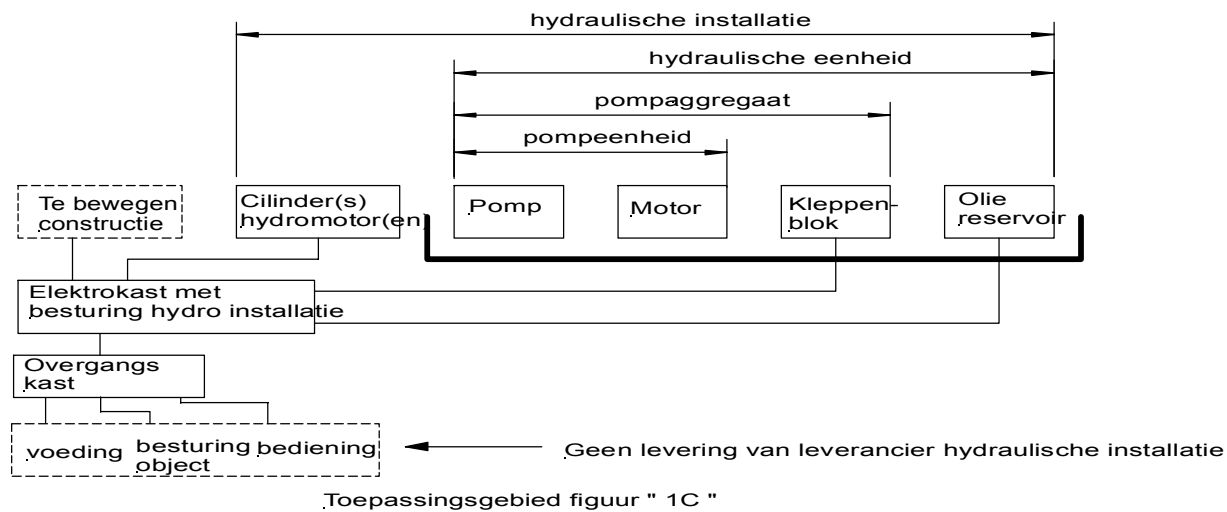 hydraulische installatie
hydraulische eenheid
pompaggregaat
pompeenheid
Te bewegen
constructie
Cilinder(s)
hydromotor(en)
Pomp
Motor
Kleppen-
blok
Olie
reservoir
Elektrokast met
besturing hydro installatie
Overgangs
kast
voeding
besturing
object
bediening
Geen levering van leverancier hydraulische installatie
Toepassingsgebied figuur " 1C "